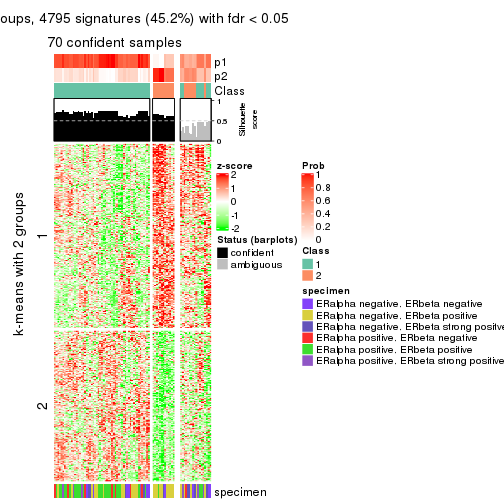 oups, 4795 signatures (45.2%) with fdr < 0.05
70 confident samples
p1
p2
Class
1
0.5
0
Silhouette
score
k-means with 2 groups
1
2
z-score
2
1
0
-1
-2
Status (barplots)
confident
ambiguous
Prob
1
0.8
0.6
0.4
0.2
0
Class
1
2
specimen
ERalpha negative. ERbeta negative
ERalpha negative. ERbeta positive
ERalpha negative. ERbeta strong positive
ERalpha positive. ERbeta negative
ERalpha positive. ERbeta positive
ERalpha positive. ERbeta strong positive
specimen